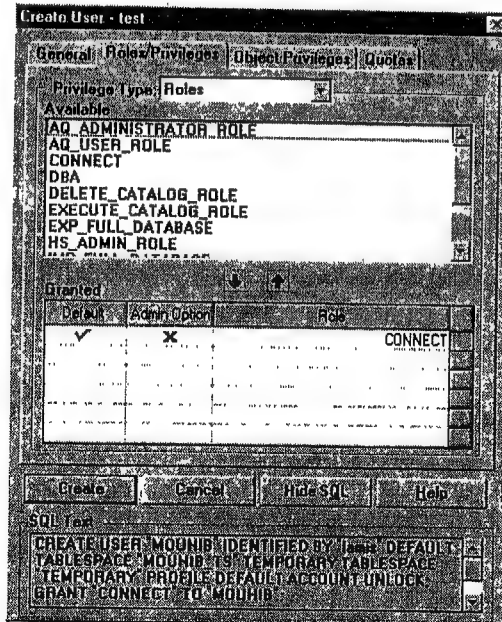 Create User - test
General Roles/Privileges Object Privileges Quotas
Privilege Type: Roles
Available
AQ_ADMINISTRATOR_ROLE
AQ_USER_ROLE
CONNECT
DBA
DELETE_CATALOG_ROLE
EXECUTE_CATALOG_ROLE
EXP_FULL_DATABASE
HS_ADMIN_ROLE
Granted
Default Admin Option Role
CONNECT
Create Cancel Hide SQL Help
SQL Text
CREATE USER "MOUNIB" IDENTIFIED BY DEFAULT
TABLESPACE "MOUNIB_TS" TEMPORARY TABLESPACE
"TEMPORARY" PROFILE DEFAULT ACCOUNT UNLOCK;
GRANT "CONNECT" TO "MOUNIB"